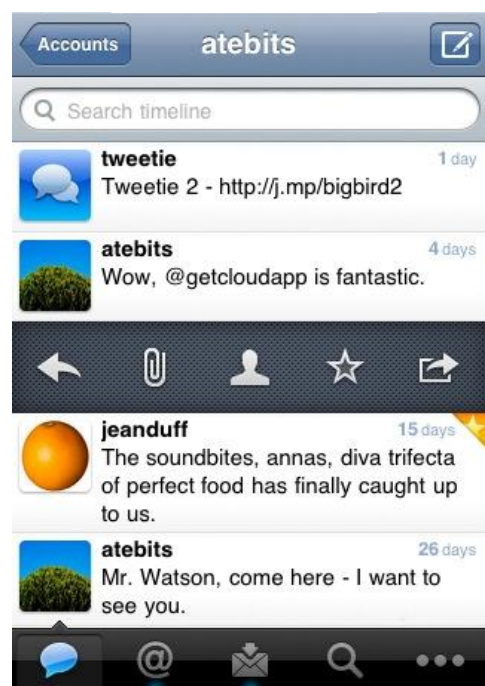 Accounts
atebits
Search timeline
tweetie
1 day
Tweetie 2 - http://j.mp/bigbird2
atebits
4 days
Wow, @getcloudapp is fantastic.
jeanduff
15 days
The soundbites, annas, diva trifecta
of perfect food has finally caught up
to us.
atebits
26 days
Mr. Watson, come here - I want to
see you.
@